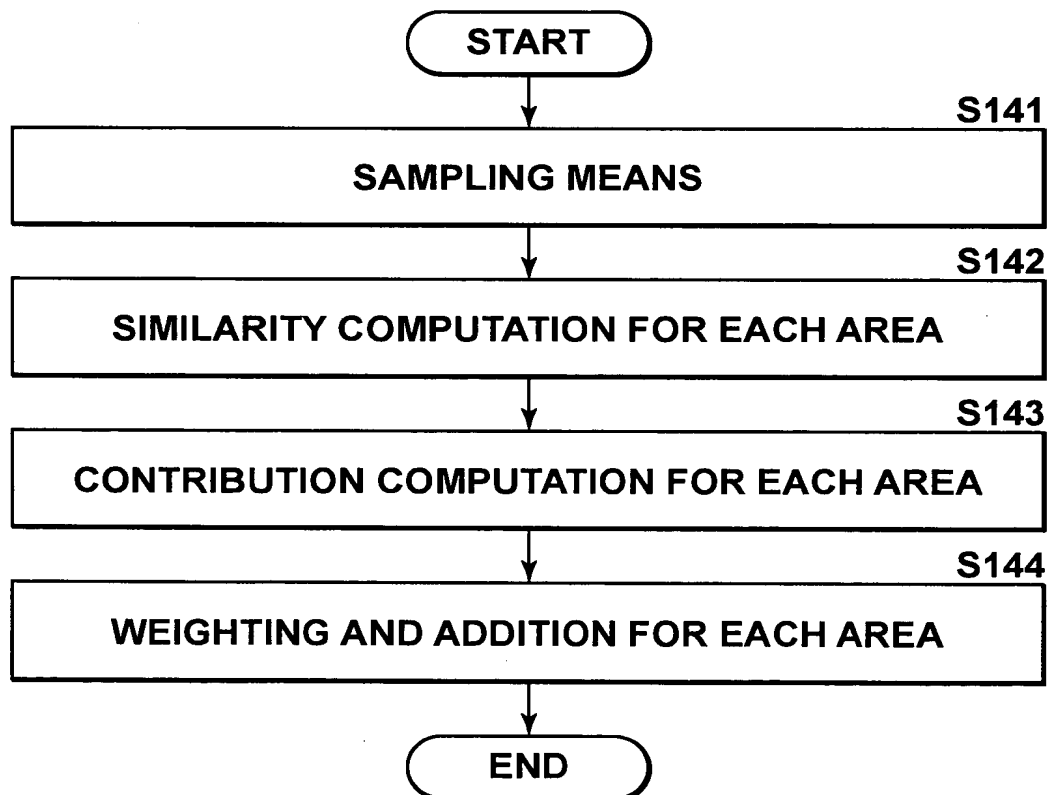 START
S141
SAMPLING MEANS
S142
SIMILARITY COMPUTATION FOR EACH AREA
S143
CONTRIBUTION COMPUTATION FOR EACH AREA
S144
WEIGHTING AND ADDITION FOR EACH AREA
END